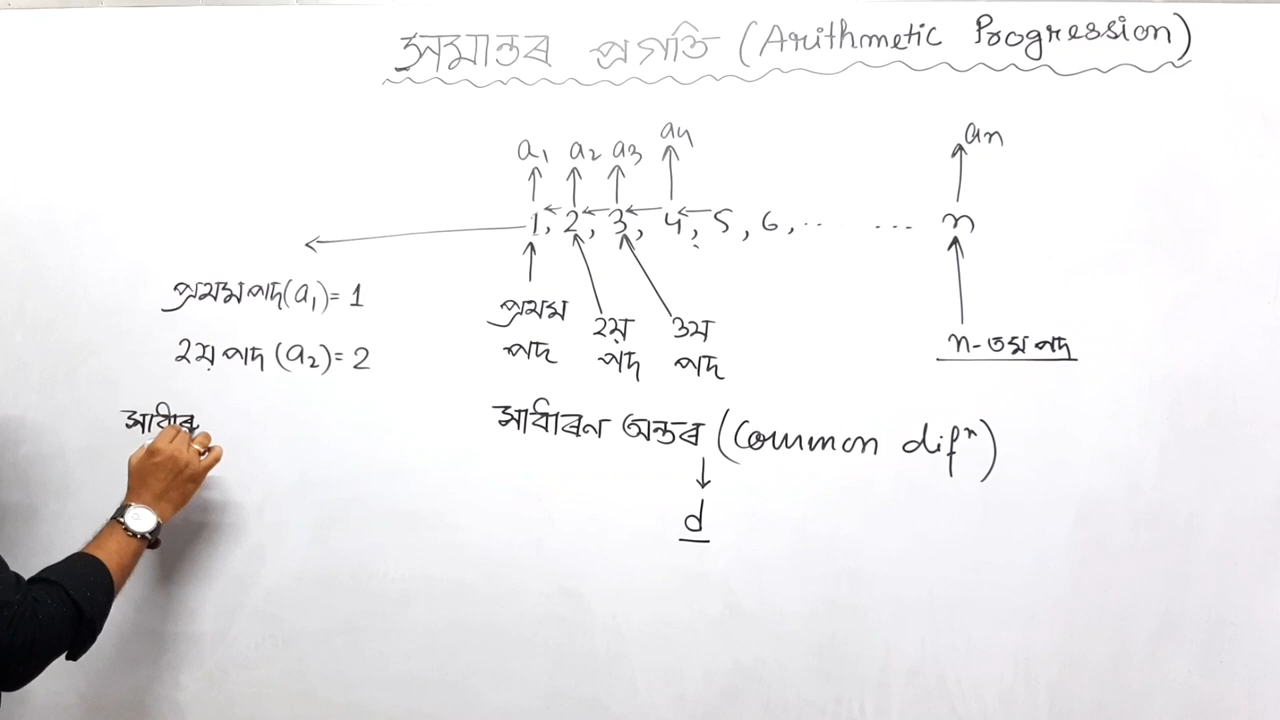 সমান্তৰ প্ৰগতি (Arithmetic Progression)
a₁ a₂ a₃ a₄ aₙ
1, 2, 3, 4, 5, 6, .. ... n
প্ৰথম পদ(a₁)= 1
২য় পদ (a₂)= 2
প্ৰথম পদ
২য় পদ
৩য় পদ
n-তম পদ
সাধাৰ
সাধাৰন অন্তৰ (Common difⁿ)
d